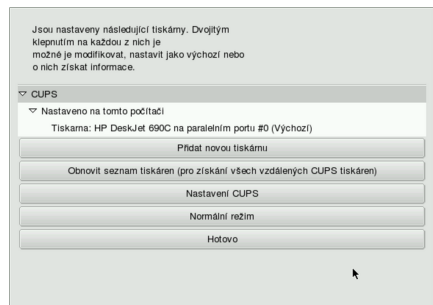 Jsou nastaveny následující tiskárny. Dvojitým
klepnutím na každou z nich je
možné je modifikovat, nastavit jako výchozí nebo
o nich získat informace.
CUPS
Nastaveno na tomto počítači
Tiskarna: HP DeskJet 690C na paralelním portu #0 (Výchozí)
Přidat novou tiskárnu
Obnovit seznam tiskáren (pro získání všech vzdálených CUPS tiskáren)
Nastavení CUPS
Normální režim
Hotovo